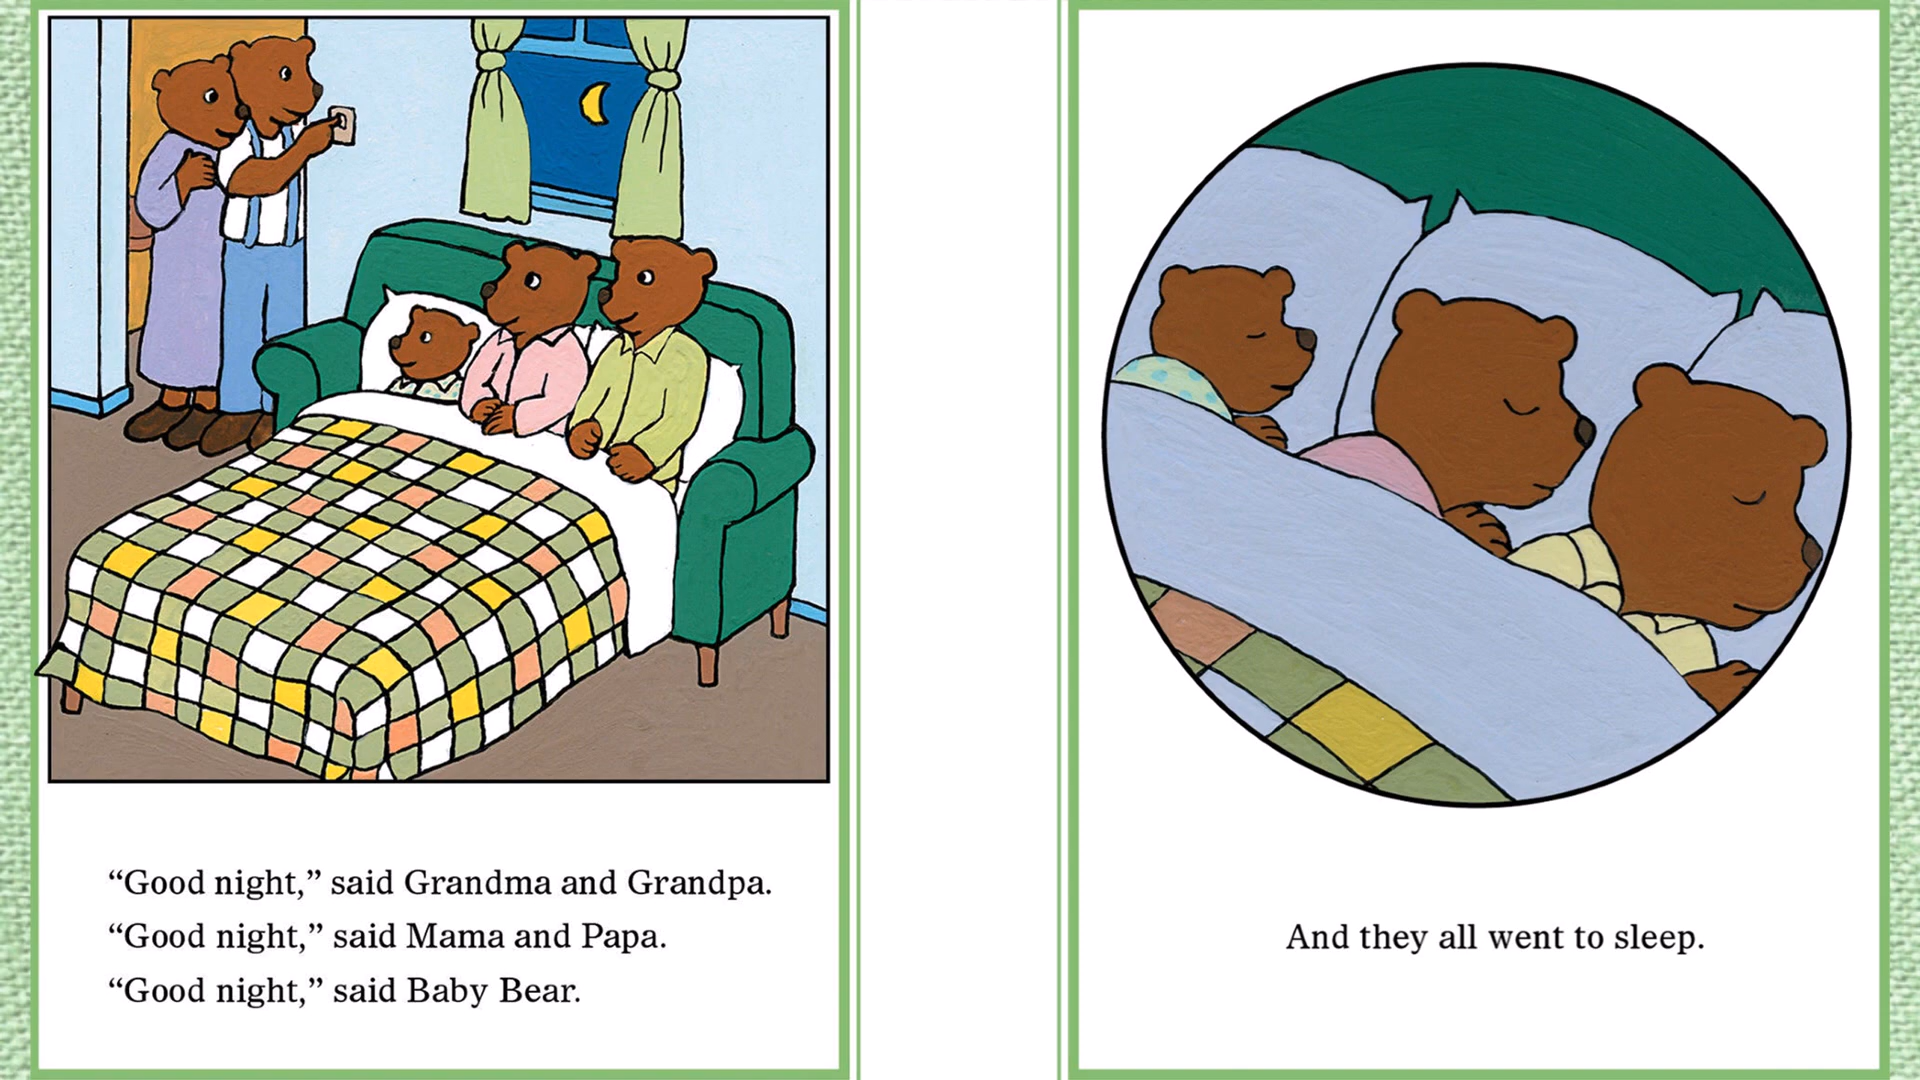 “Good night,” said Grandma and Grandpa.
“Good night,” said Mama and Papa.
“Good night,” said Baby Bear.
And they all went to sleep.